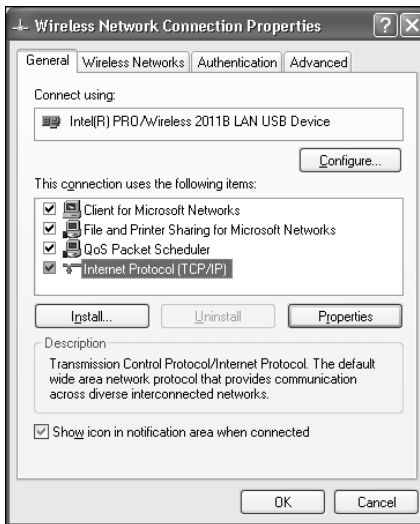 Wireless Network Connection Properties
General Wireless Networks Authentication Advanced
Connect using:
Intel(R) PRO/Wireless 2011B LAN USB Device
Configure...
This connection uses the following items:
Client for Microsoft Networks
File and Printer Sharing for Microsoft Networks
QoS Packet Scheduler
Internet Protocol (TCP/IP)
Install... Uninstall Properties
Description
Transmission Control Protocol/Internet Protocol. The default
wide area network protocol that provides communication
across diverse interconnected networks.
Show icon in notification area when connected
OK Cancel